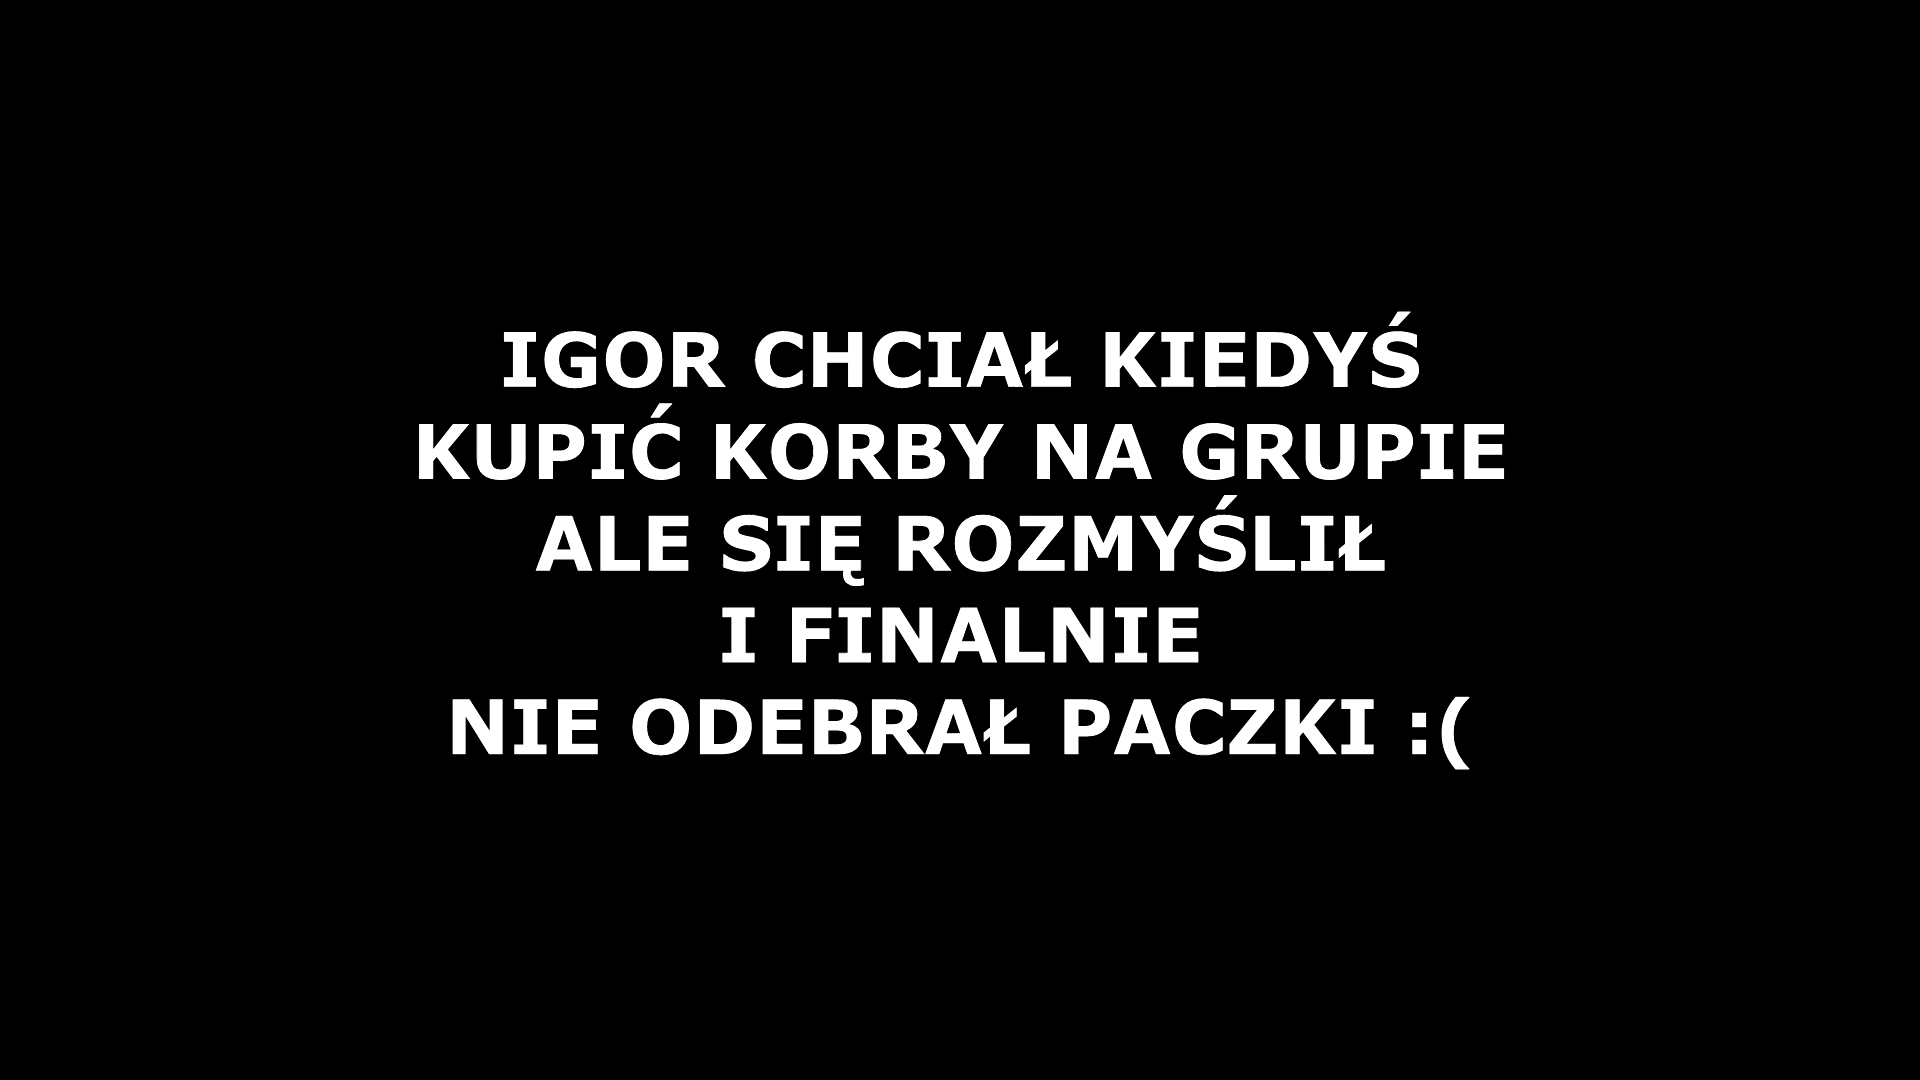 IGOR CHCIAŁ KIEDYŚ
KUPIĆ KORBY NA GRUPIE
ALE SIĘ ROZMYŚLIŁ
I FINALNIE
NIE ODEBRAŁ PACZKI :(